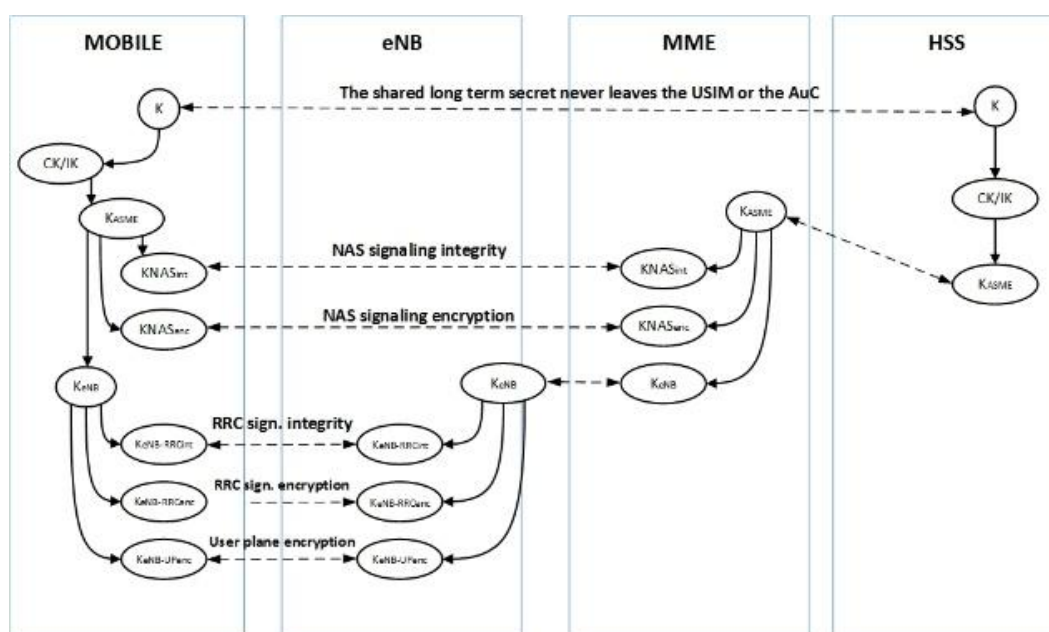 MOBILE
eNB
MME
HSS
The shared long term secret never leaves the USIM or the AuC
K
K
CK/IK
CK/IK
KASME
KASME
KASME
NAS signaling integrity
KNASint
KNASint
NAS signaling encryption
KNASenc
KNASenc
KeNB
KeNB
KeNB
RRC sign. integrity
KeNB-RRCint
KeNB-RRCint
RRC sign. encryption
KeNB-RRCenc
KeNB-RRCenc
User plane encryption
KeNB-UPenc
KeNB-UPenc